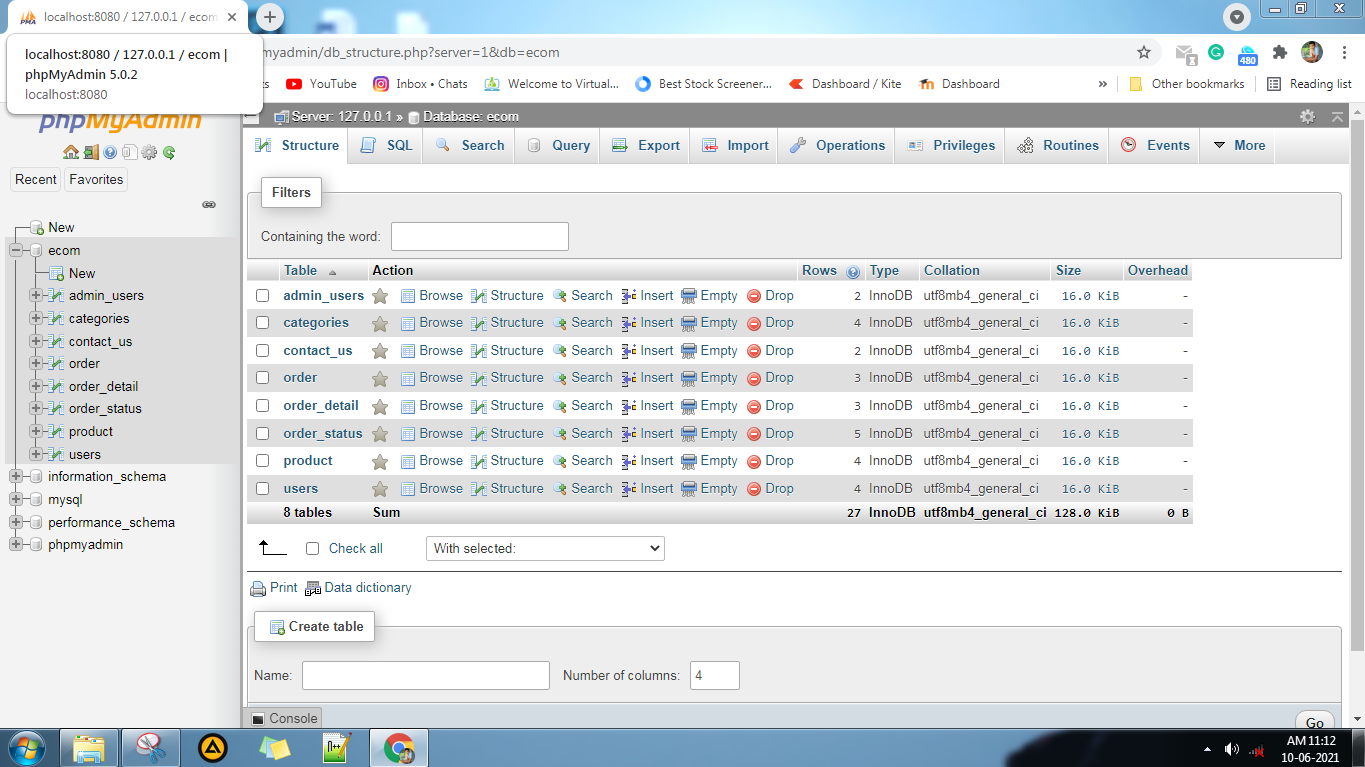 localhost:8080 / 127.0.0.1 / ecom
localhost:8080 / 127.0.0.1 / ecom |
phpMyAdmin 5.0.2
localhost:8080
myadmin/db_structure.php?server=1&db=ecom
480
YouTube
Inbox • Chats
Welcome to Virtual...
Best Stock Screener...
Dashboard / Kite
Dashboard
»
Other bookmarks
Reading list
phpMyAdmin
Recent
Favorites
New
ecom
New
admin_users
categories
contact_us
order
order_detail
order_status
product
users
information_schema
mysql
performance_schema
phpmyadmin
Server: 127.0.0.1 » Database: ecom
Structure SQL Search Query Export Import Operations Privileges Routines Events More
Filters
Containing the word:
Table Action Rows Type Collation Size Overhead
admin_users Browse Structure Search Insert Empty Drop 2 InnoDB utf8mb4_general_ci 16.0 KiB -
categories Browse Structure Search Insert Empty Drop 4 InnoDB utf8mb4_general_ci 16.0 KiB -
contact_us Browse Structure Search Insert Empty Drop 2 InnoDB utf8mb4_general_ci 16.0 KiB -
order Browse Structure Search Insert Empty Drop 3 InnoDB utf8mb4_general_ci 16.0 KiB -
order_detail Browse Structure Search Insert Empty Drop 3 InnoDB utf8mb4_general_ci 16.0 KiB -
order_status Browse Structure Search Insert Empty Drop 5 InnoDB utf8mb4_general_ci 16.0 KiB -
product Browse Structure Search Insert Empty Drop 4 InnoDB utf8mb4_general_ci 16.0 KiB -
users Browse Structure Search Insert Empty Drop 4 InnoDB utf8mb4_general_ci 16.0 KiB -
8 tables Sum 27 InnoDB utf8mb4_general_ci 128.0 KiB 0 B
Check all
With selected:
Print Data dictionary
Create table
Name:
Number of columns: 4
Console
Go
AM 11:12
10-06-2021